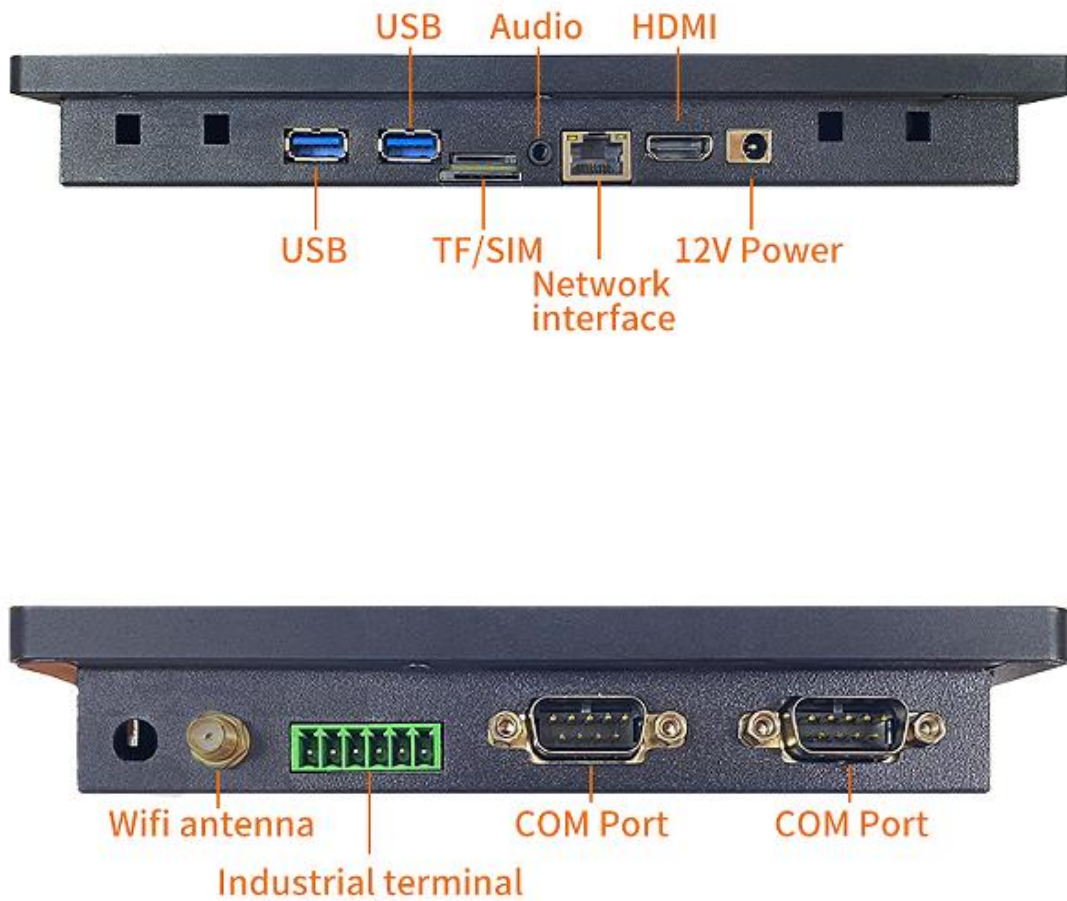 USB
Audio
HDMI
USB
TF/SIM
12V Power
Network
interface
Wifi antenna
COM Port
COM Port
Industrial terminal